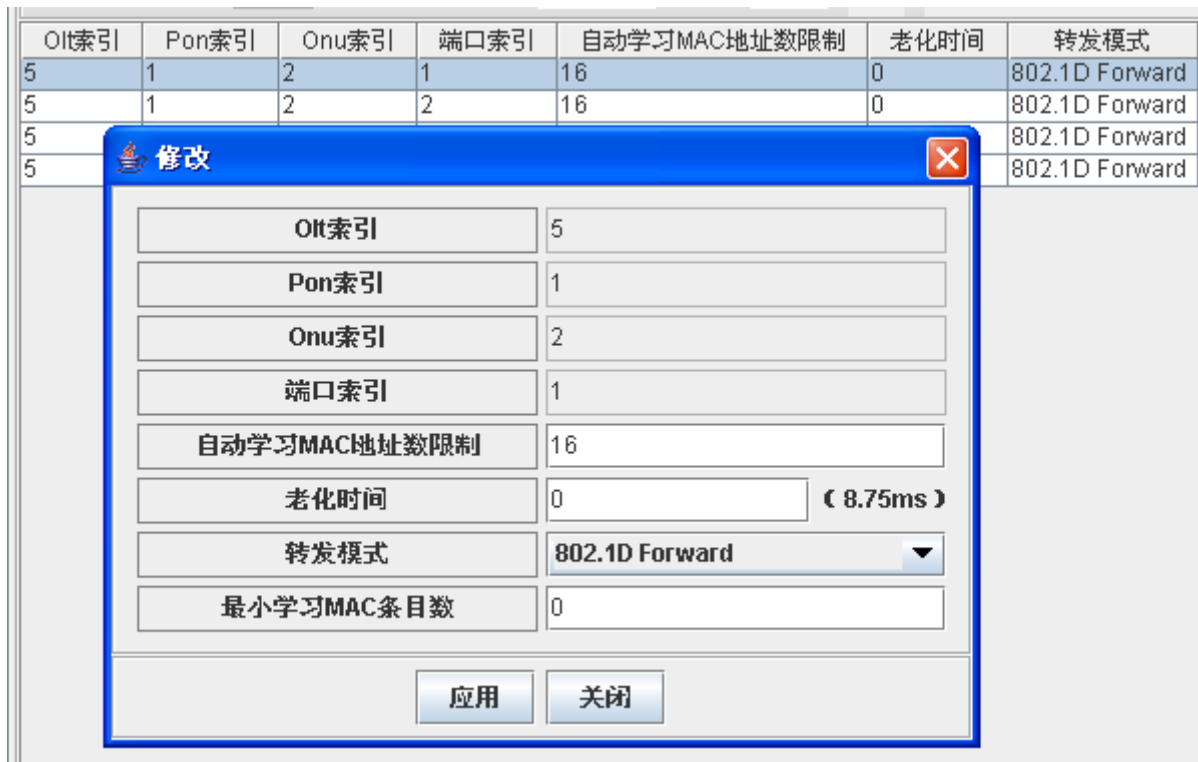 Olt索引 Pon索引 Onu索引 端口索引 自动学习MAC地址数限制 老化时间 转发模式
5 1 2 1 16 0 802.1D Forward
5 1 2 2 16 0 802.1D Forward
5 802.1D Forward
5 802.1D Forward
修改
Olt索引 5
Pon索引 1
Onu索引 2
端口索引 1
自动学习MAC地址数限制 16
老化时间 0 (8.75ms)
转发模式 802.1D Forward
最小学习MAC条目数 0
应用 关闭